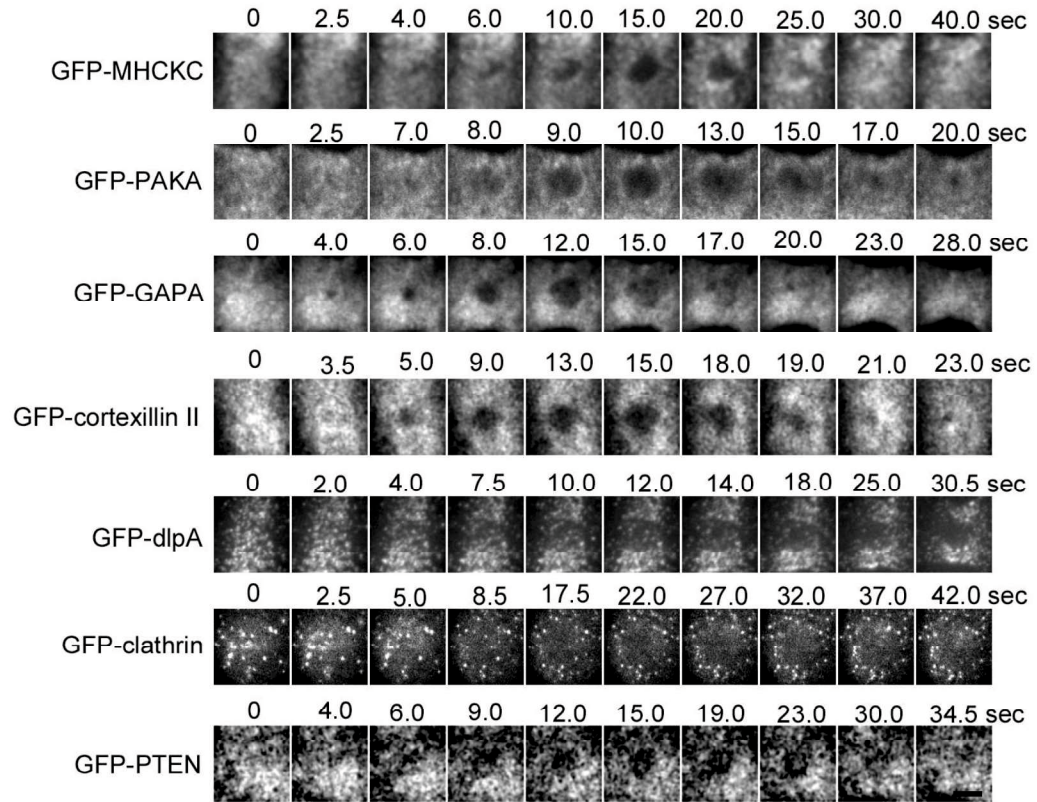 0 2.5 4.0 6.0 10.0 15.0 20.0 25.0 30.0 40.0 sec
GFP-MHCKC
0 2.5 7.0 8.0 9.0 10.0 13.0 15.0 17.0 20.0 sec
GFP-PAKA
0 4.0 6.0 8.0 12.0 15.0 17.0 20.0 23.0 28.0 sec
GFP-GAPA
0 3.5 5.0 9.0 13.0 15.0 18.0 19.0 21.0 23.0 sec
GFP-cortexillin II
0 2.0 4.0 7.5 10.0 12.0 14.0 18.0 25.0 30.5 sec
GFP-dlpA
0 2.5 5.0 8.5 17.5 22.0 27.0 32.0 37.0 42.0 sec
GFP-clathrin
0 4.0 6.0 9.0 12.0 15.0 19.0 23.0 30.0 34.5 sec
GFP-PTEN